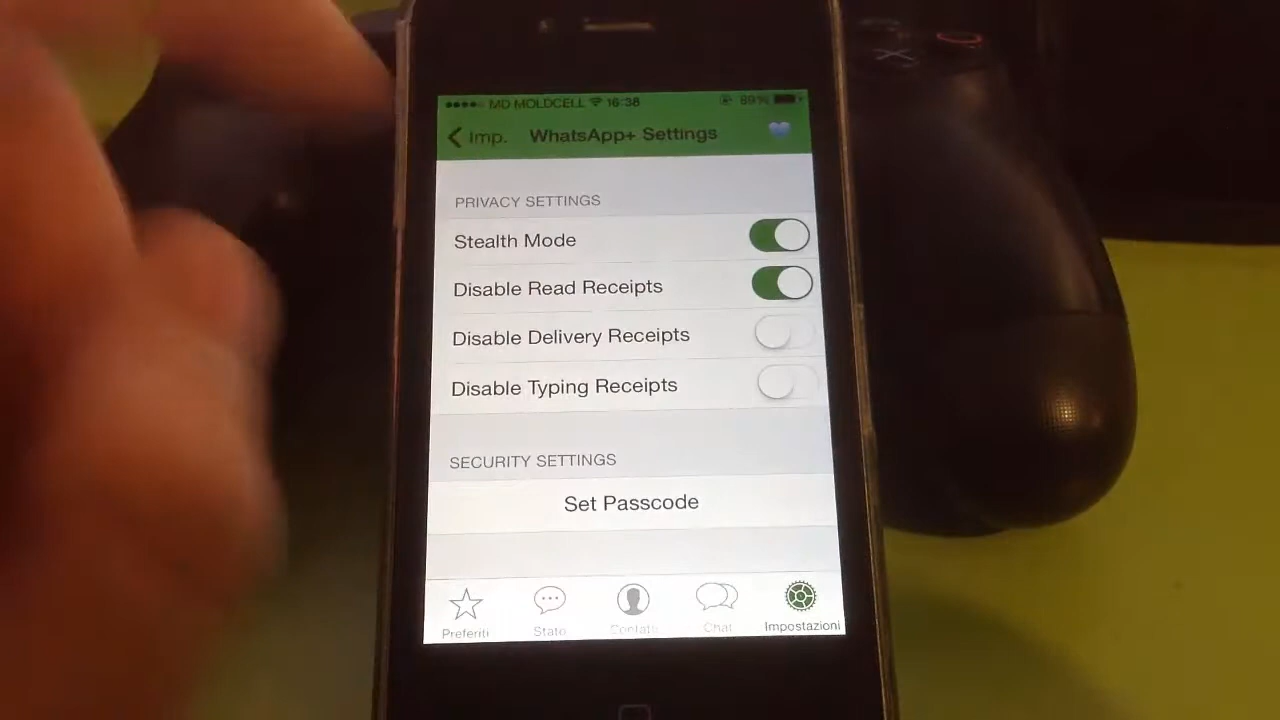 MD MOLDCELL 16:38 89%
Imp. WhatsApp+ Settings
PRIVACY SETTINGS
Stealth Mode
Disable Read Receipts
Disable Delivery Receipts
Disable Typing Receipts
SECURITY SETTINGS
Set Passcode
Preferiti Stato Contatti Chat Impostazioni